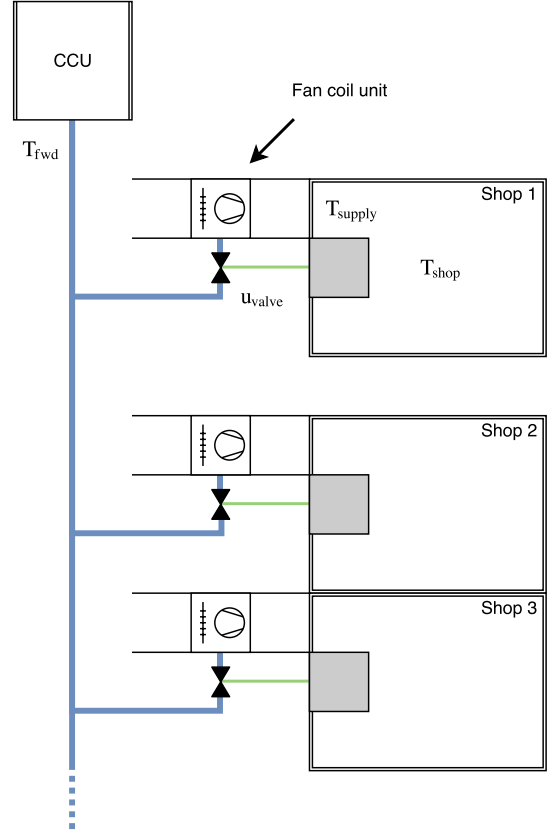 CCU
Fan coil unit
Tfwd
Shop 1
Tsupply
Tshop
uvalve
Shop 2
Shop 3